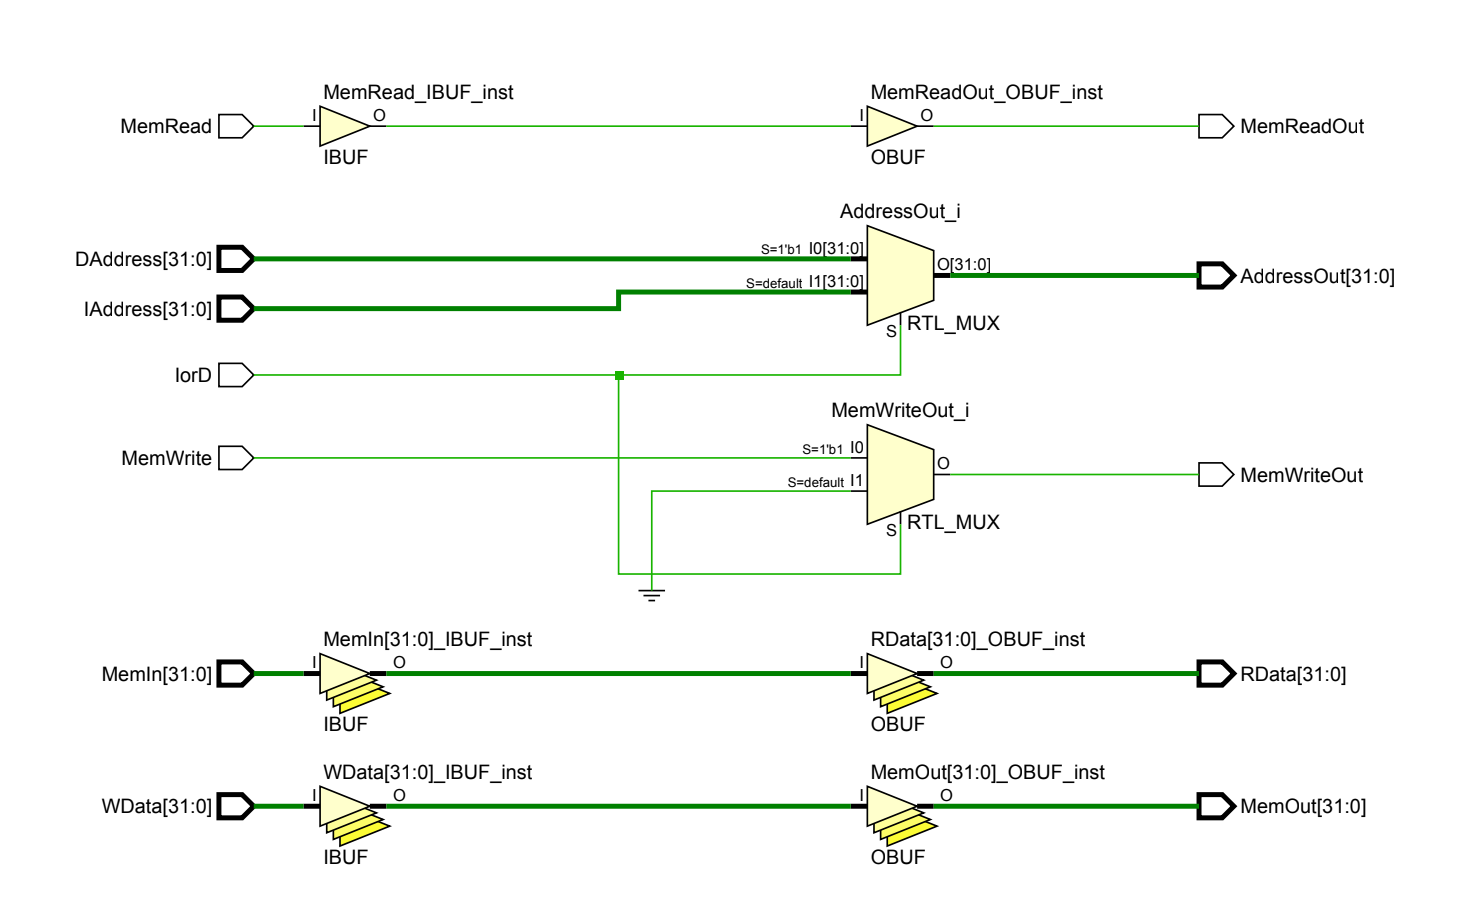 MemRead_IBUF_inst
MemReadOut_OBUF_inst
MemRead I O I O MemReadOut
IBUF
OBUF
AddressOut_i
DAddress[31:0] S=1'b1 I0[31:0]
O[31:0] AddressOut[31:0]
IAddress[31:0] S=default I1[31:0]
S RTL_MUX
IorD
MemWriteOut_i
MemWrite S=1'b1 I0
O MemWriteOut
S=default I1
S RTL_MUX
MemIn[31:0]_IBUF_inst
RData[31:0]_OBUF_inst
MemIn[31:0] I O I O RData[31:0]
IBUF
OBUF
WData[31:0]_IBUF_inst
MemOut[31:0]_OBUF_inst
WData[31:0] I O I O MemOut[31:0]
IBUF
OBUF